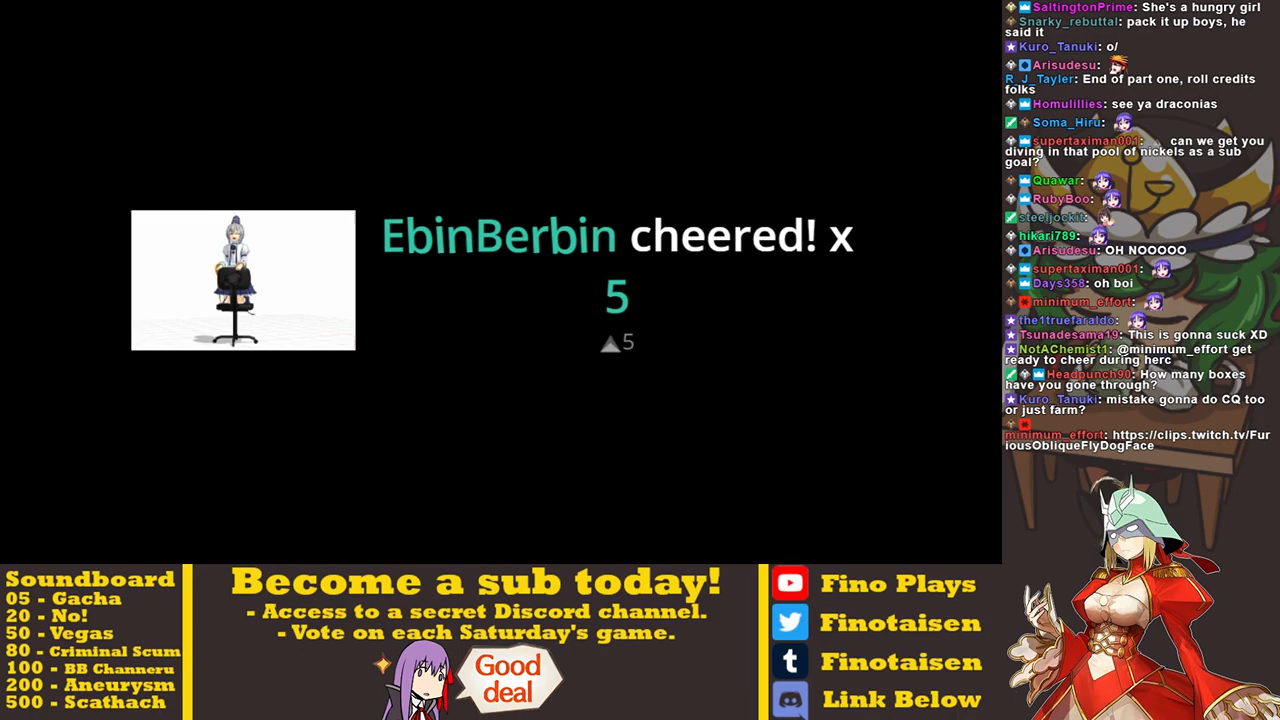 EbinBerbin cheered! x
5
5
SaltingtonPrime: She's a hungry girl
Snarky_rebuttal: pack it up boys, he
said it
Kuro_Tanuki: o/
Arisudesu:
R_J_Tayler: End of part one, roll credits
folks
Homulillies: see ya draconias
Soma_Hiru:
supertaximan001: can we get you
diving in that pool of nickels as a sub
goal?
Quawar:
RubyBoo:
steeljockit:
hikari789:
Arisudesu: OH NOOOOO
supertaximan001:
Days358: oh boi
minimum_effort:
the1truefaraldo:
Tsunadesama19: This is gonna suck XD
NotAChemist1: @minimum_effort get
ready to cheer during herc
Headpunch90: How many boxes
have you gone through?
Kuro_Tanuki: mistake gonna do CQ too
or just farm?
minimum_effort: https://clips.twitch.tv/Fur
iousObliqueFlyDogFace
Soundboard
05 - Gacha
20 - No!
50 - Vegas
80 - Criminal Scum
100 - BB Channeru
200 - Aneurysm
500 - Scathach
Become a sub today!
- Access to a secret Discord channel.
- Vote on each Saturday's game.
Good
deal
Fino Plays
Finotaisen
Finotaisen
Link Below